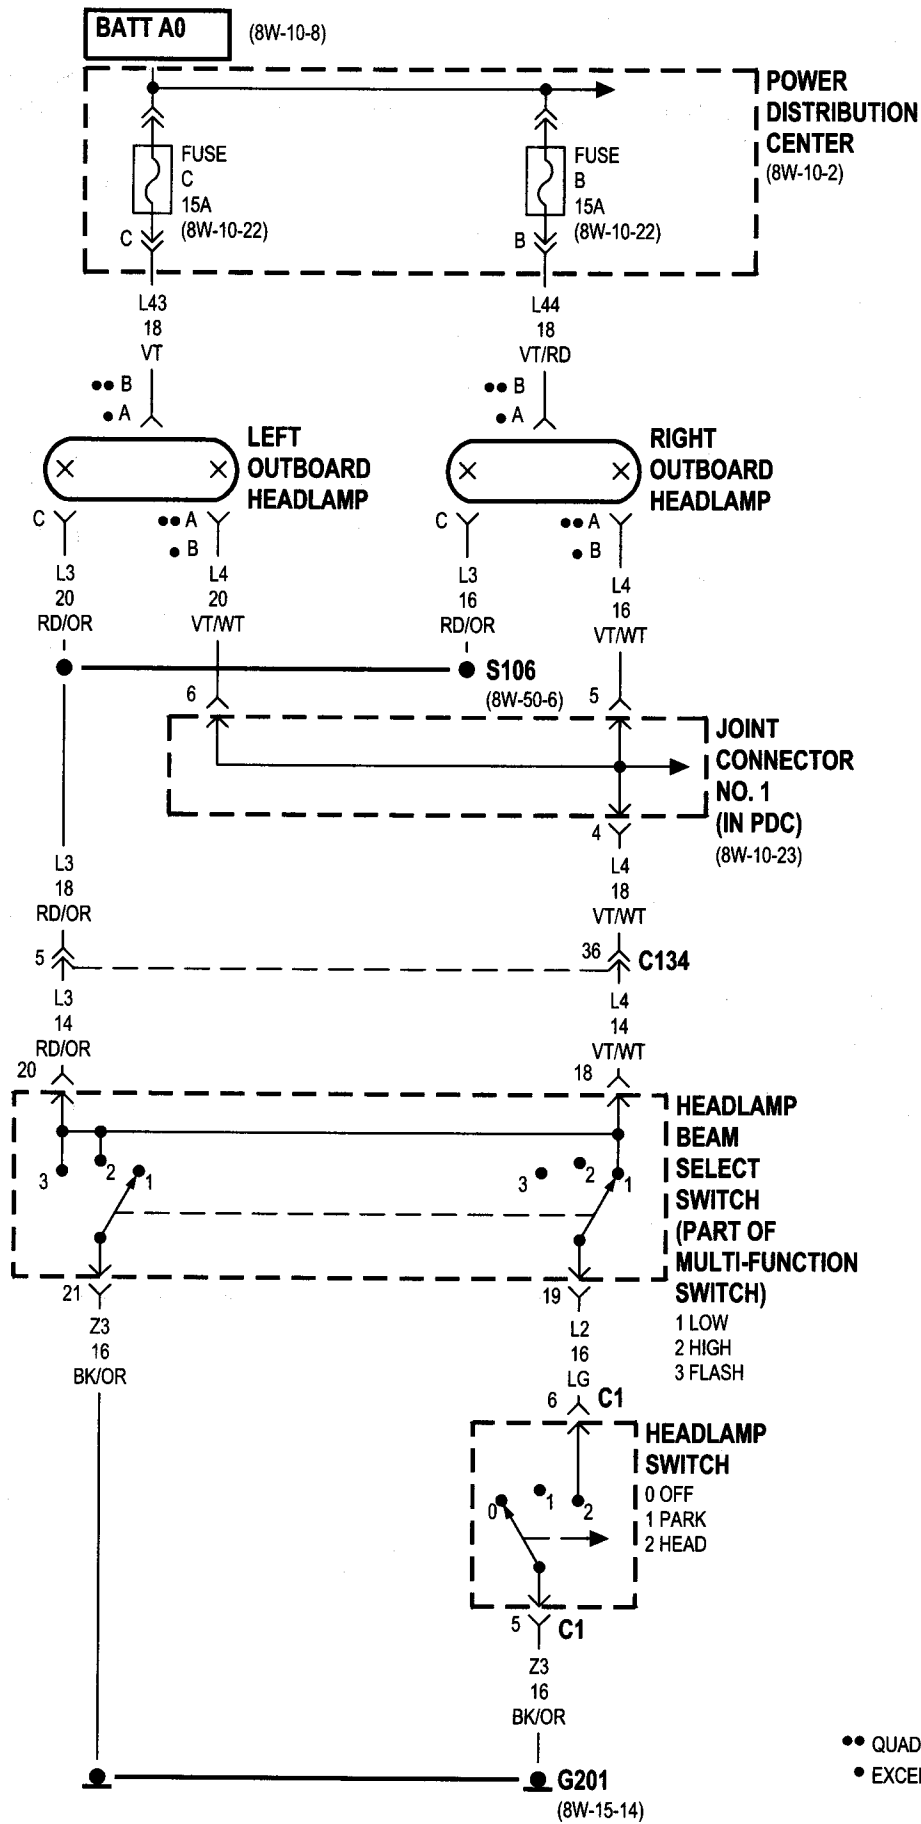 BATT A0
(8W-10-8)
POWER
DISTRIBUTION
CENTER
(8W-10-2)
FUSE
C
15A
(8W-10-22)
C
FUSE
B
15A
(8W-10-22)
B
L43
18
VT
L44
18
VT/RD
•• B
• A
•• B
• A
LEFT
OUTBOARD
HEADLAMP
RIGHT
OUTBOARD
HEADLAMP
C
•• A
• B
C
•• A
• B
L3
20
RD/OR
L4
20
VT/WT
L3
16
RD/OR
L4
16
VT/WT
S106
(8W-50-6)
6
5
JOINT
CONNECTOR
NO. 1
(IN PDC)
(8W-10-23)
4
L3
18
RD/OR
L4
18
VT/WT
5
36
C134
L3
14
RD/OR
L4
14
VT/WT
20
18
HEADLAMP
BEAM
SELECT
SWITCH
(PART OF
MULTI-FUNCTION
SWITCH)
1 LOW
2 HIGH
3 FLASH
3
2
1
3
2
1
21
19
Z3
16
BK/OR
L2
16
LG
6
C1
HEADLAMP
SWITCH
0 OFF
1 PARK
2 HEAD
0
1
2
5
C1
Z3
16
BK/OR
G201
(8W-15-14)
•• QUAD